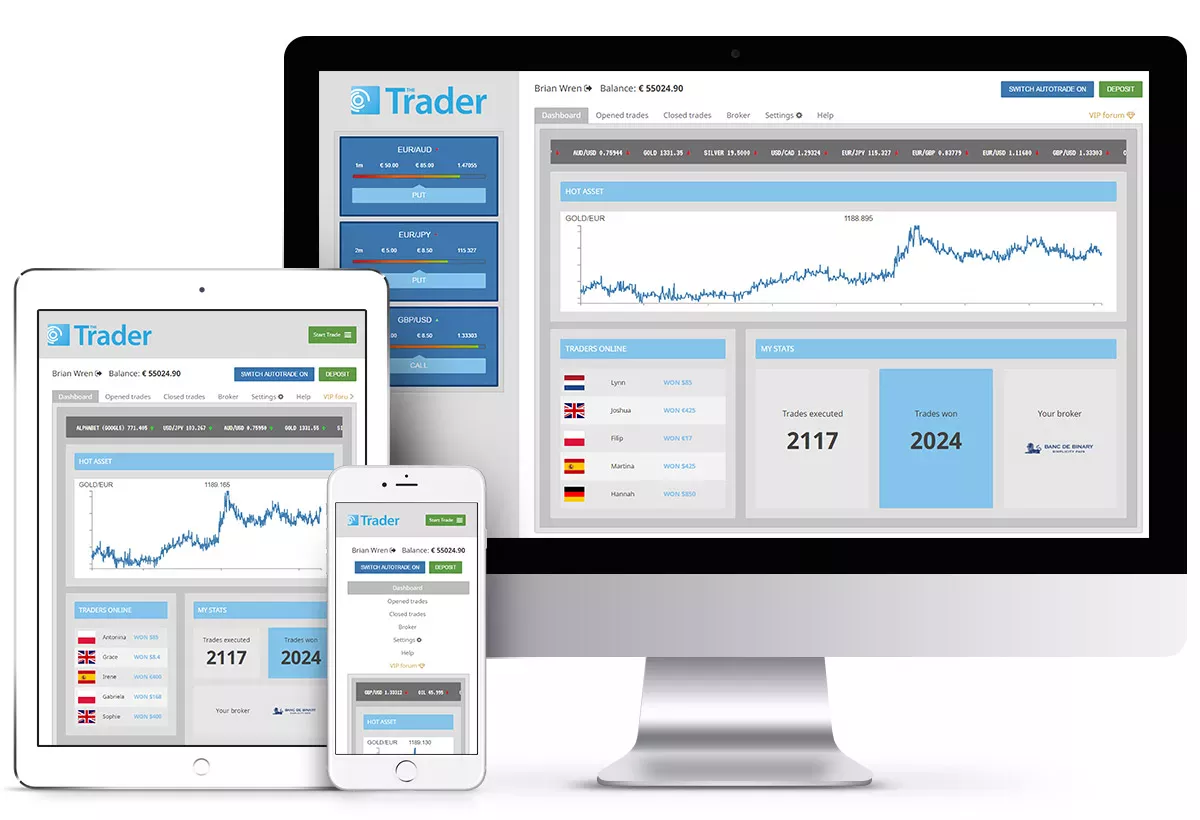 THE
Trader
EUR/AUD
1m € 50.00 € 85.00 1.47055
PUT
EUR/JPY
2m € 5.00 € 8.50 115.327
PUT
GBP/USD
00 € 8.50 1.33303
CALL
Brian Wren Balance: € 55024.90
SWITCH AUTOTRADE ON DEPOSIT
Dashboard Opened trades Closed trades Broker Settings Help VIP forum
AUD/USD 0.75944 GOLD 1331.35 SILVER 19.5000 USD/CAD 1.29324 EUR/JPY 115.327 EUR/GBP 0.83779 EUR/USD 1.11680 GBP/USD 1.33303
HOT ASSET
GOLD/EUR 1188.895
TRADERS ONLINE
Lynn WON $85
Joshua WON €425
Filip WON €17
Martina WON $425
Hannah WON $850
MY STATS
Trades executed
2117
Trades won
2024
Your broker
BANC DE BINARY
THE
Trader
Start Trade
Brian Wren Balance: € 55024.90
SWITCH AUTOTRADE ON DEPOSIT
Dashboard Opened trades Closed trades Broker Settings Help VIP foru
ALPHABET (GOOGLE) 771.405 USD/JPY 103.267 AUD/USD 0.75950 GOLD 1331.55 SI
HOT ASSET
GOLD/EUR 1189.165
TRADERS ONLINE
Antonina WON $85
Grace WON $8.4
Irene WON €400
Gabriela WON $168
Sophie WON $400
MY STATS
Trades executed
2117
Trades won
2024
Your broker
BANC DE BINARY
Trader
Start Trade
Brian Wren Balance: € 55024.90
SWITCH AUTOTRADE ON DEPOSIT
Dashboard
Opened trades
Closed trades
Broker
Settings
Help
VIP forum
GBP/USD 1.33312 OIL 45.995
HOT ASSET
GOLD/EUR 1189.130